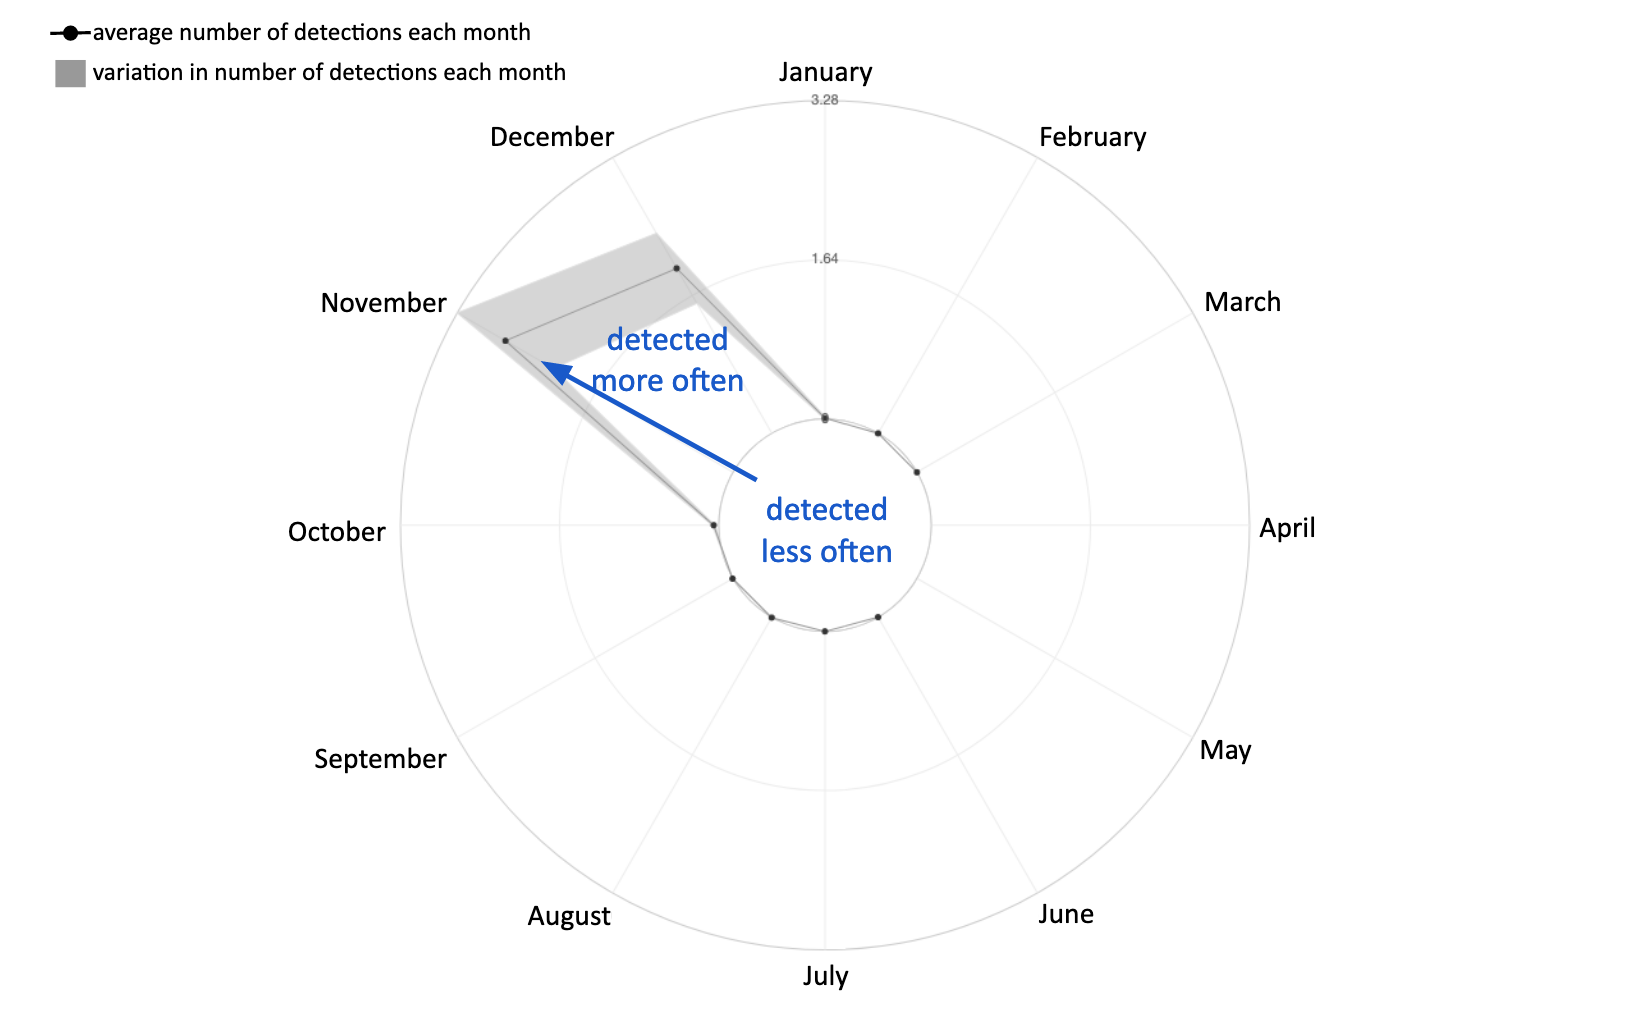 average number of detections each month
variation in number of detections each month
January
3.28
December
February
1.64
November
March
detected
more often
detected
less often
October
April
September
May
August
June
July